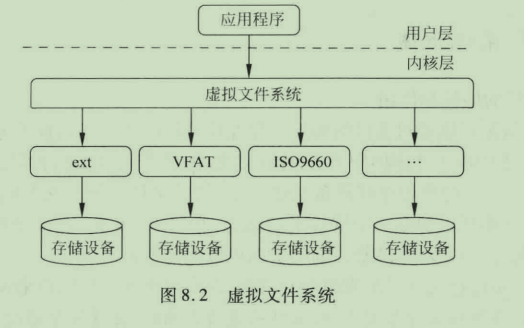 应用程序
用户层
内核层
虚拟文件系统
ext
VFAT
ISO9660
…
存储设备
存储设备
存储设备
存储设备
图8.2 虚拟文件系统